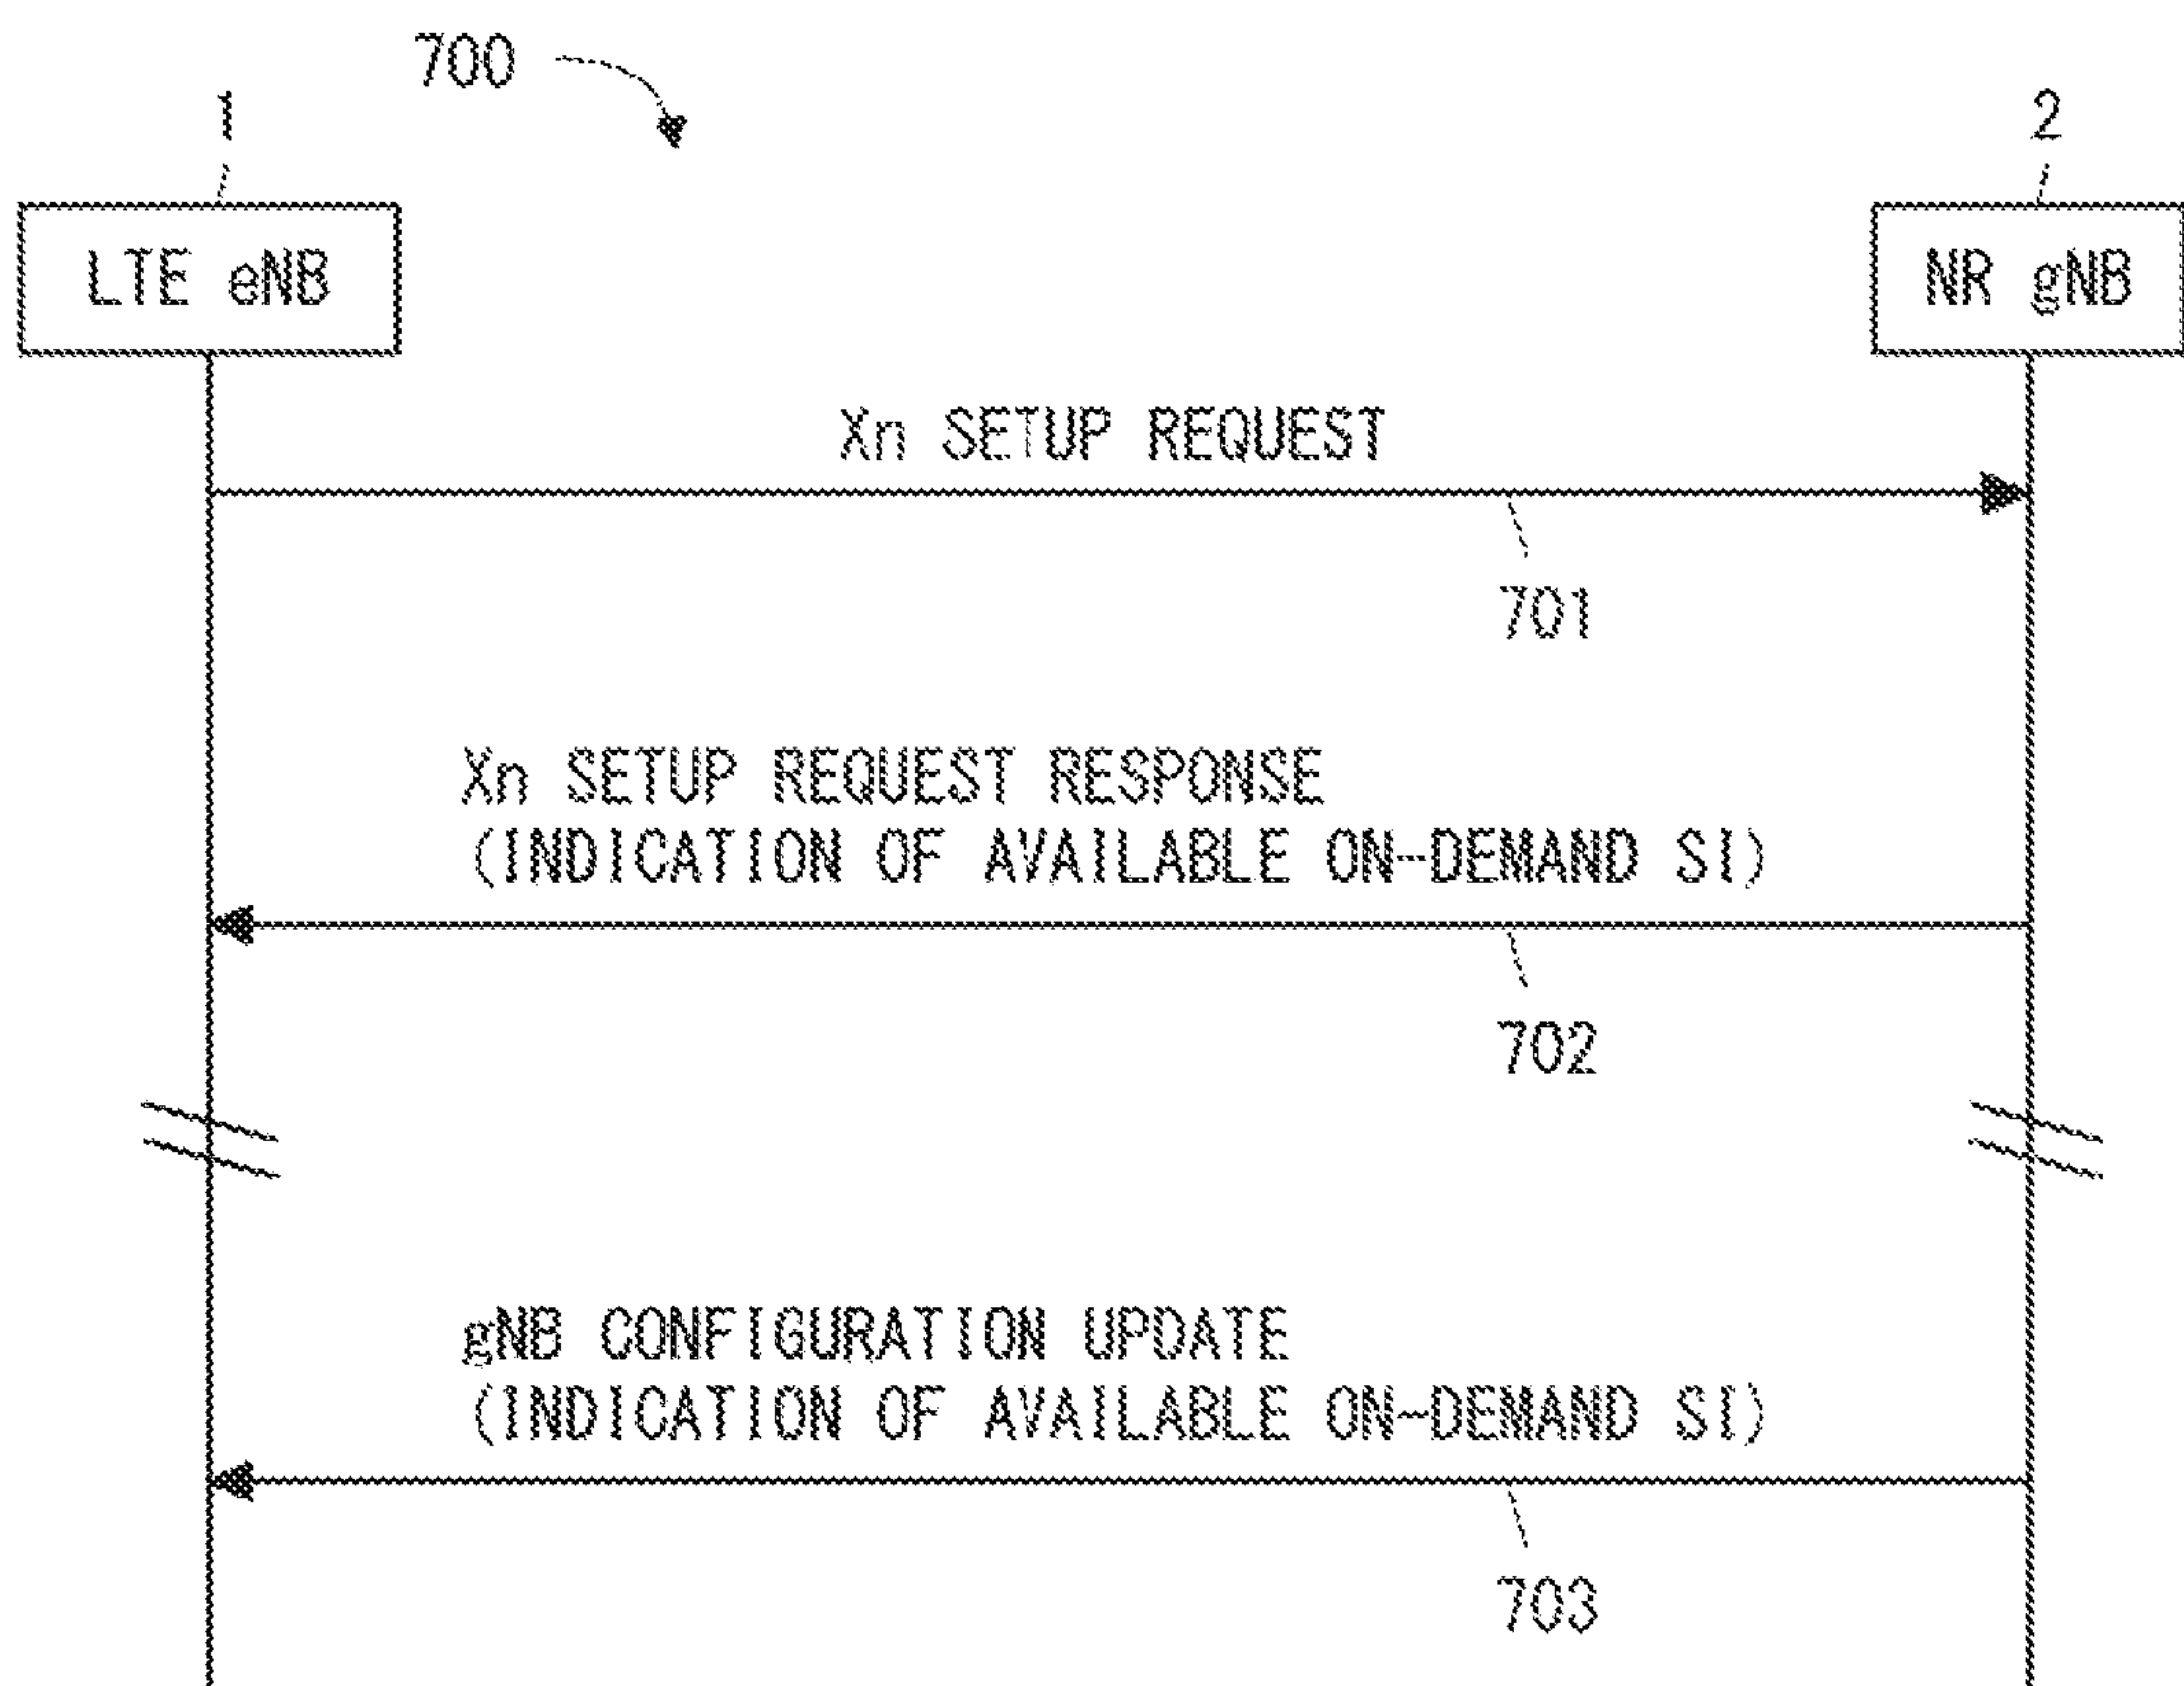 700
1
2
LTE eNB
NR gNB
Xn SETUP REQUEST
701
Xn SETUP REQUEST RESPONSE
(INDICATION OF AVAILABLE ON-DEMAND SI)
702
gNB CONFIGURATION UPDATE
(INDICATION OF AVAILABLE ON-DEMAND SI)
703